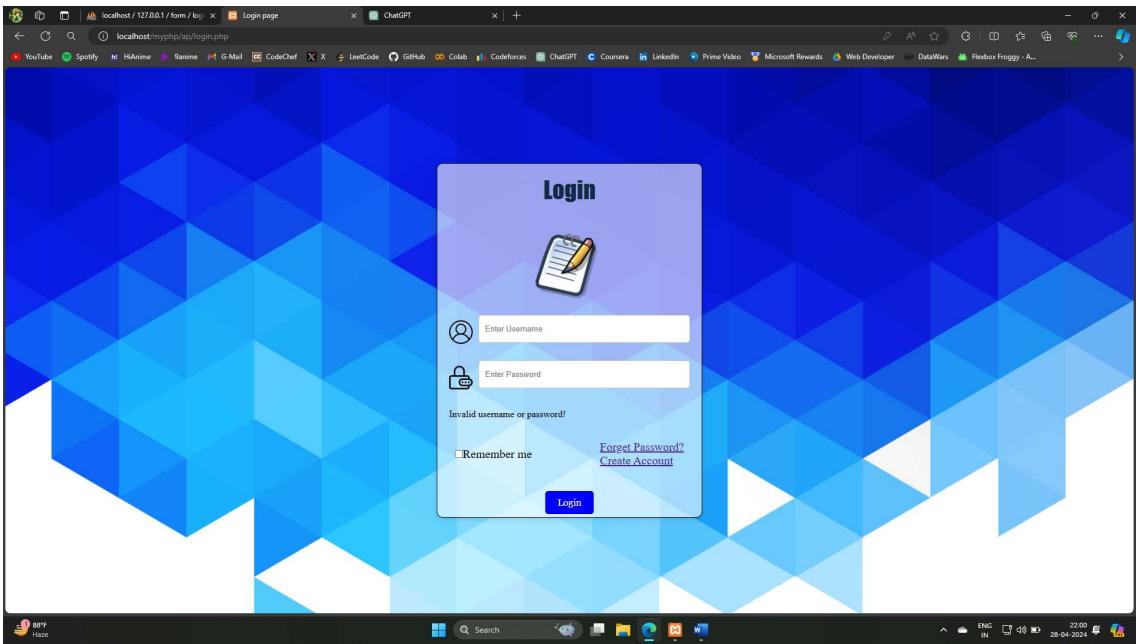 localhost / 127.0.0.1 / form / log
Login page
ChatGPT
localhost/myphp/ap/login.php
YouTube Spotify HiAnime 9anime G-Mail CodeChef X LeetCode GitHub Colab Codeforces ChatGPT Coursera LinkedIn Prime Video Microsoft Rewards Web Developer DataWars Flexbox Froggy - A...
Login
Enter Username
Enter Password
Invalid username or password!
Remember me
Forget Password?
Create Account
Login
88°F
Haze
Search
ENG
IN
22:00
28-04-2024